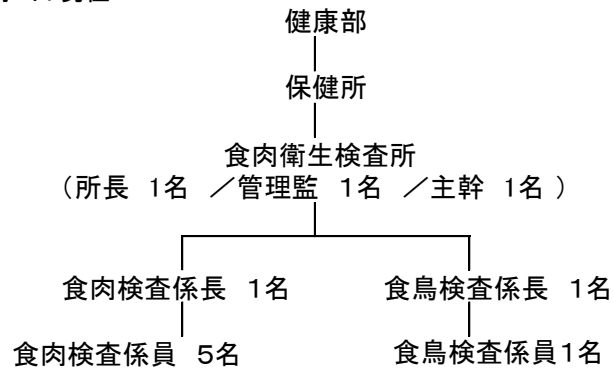 健康部
保健所
食肉衛生検査所
（所長 1名 ／管理監 1名 ／主幹 1名 ）
食肉検査係長 1名
食鳥検査係長 1名
食肉検査係員 5名
食鳥検査係員1名